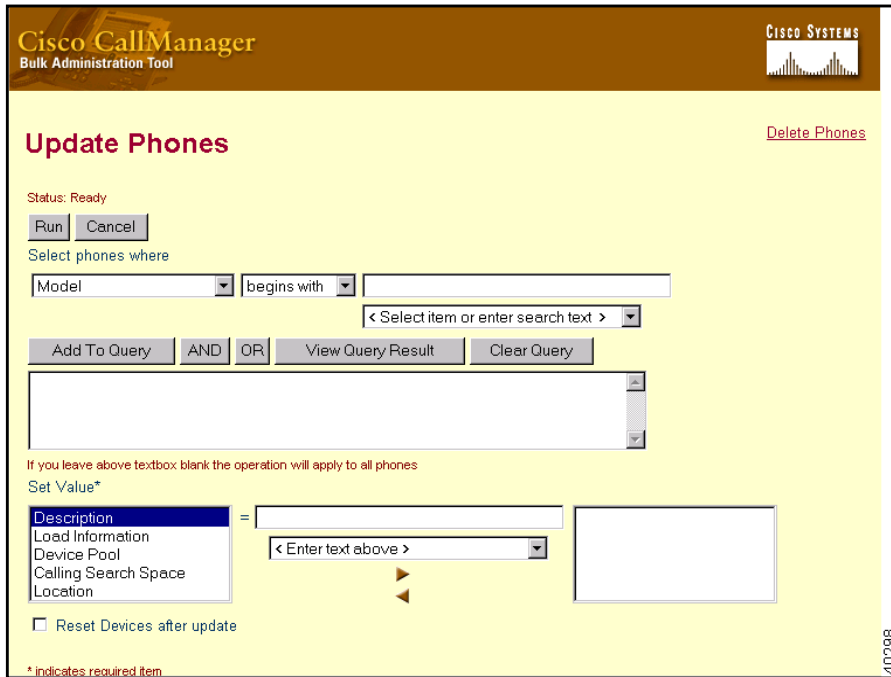 Cisco CallManager
Bulk Administration Tool
CISCO SYSTEMS
Update Phones
Delete Phones
Status: Ready
Run Cancel
Select phones where
Model begins with
< Select item or enter search text >
Add To Query AND OR View Query Result Clear Query
If you leave above textbox blank the operation will apply to all phones
Set Value*
Description =
Load Information
< Enter text above >
Device Pool
Calling Search Space
Location
Reset Devices after update
* indicates required item
40298